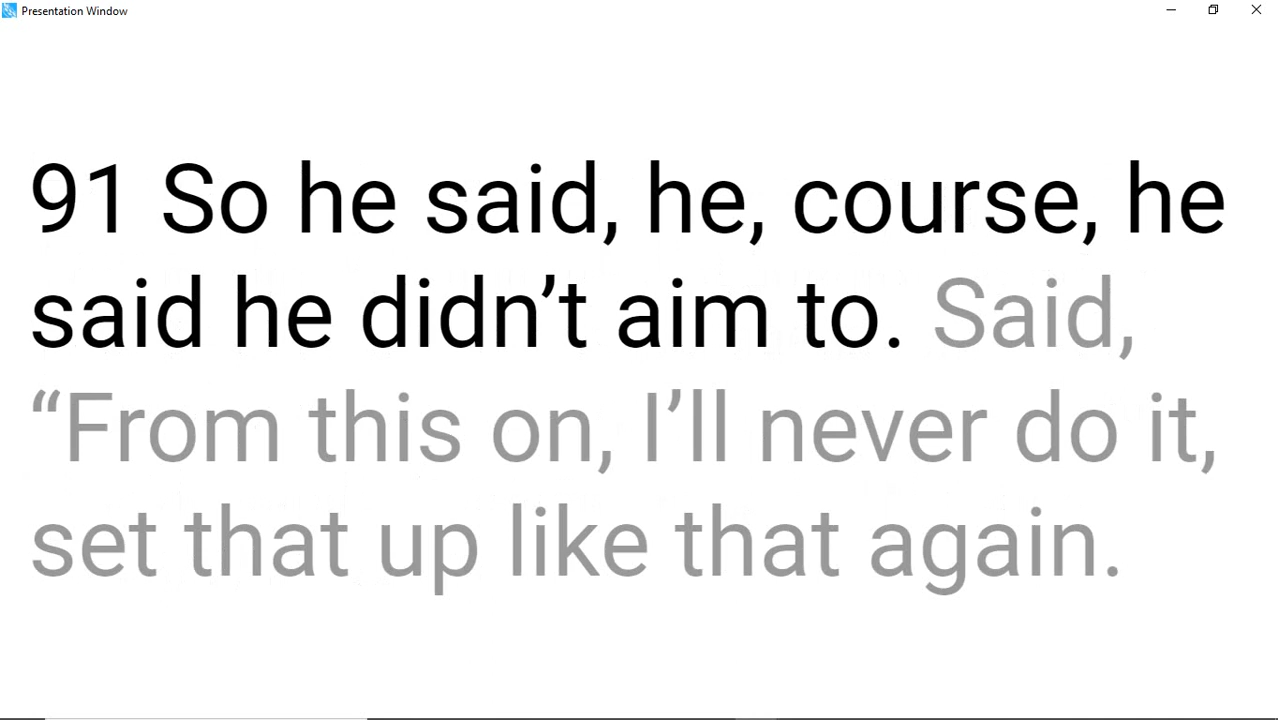 Presentation Window
91 So he said, he, course, he
said he didn’t aim to. Said,
“From this on, I’ll never do it,
set that up like that again.